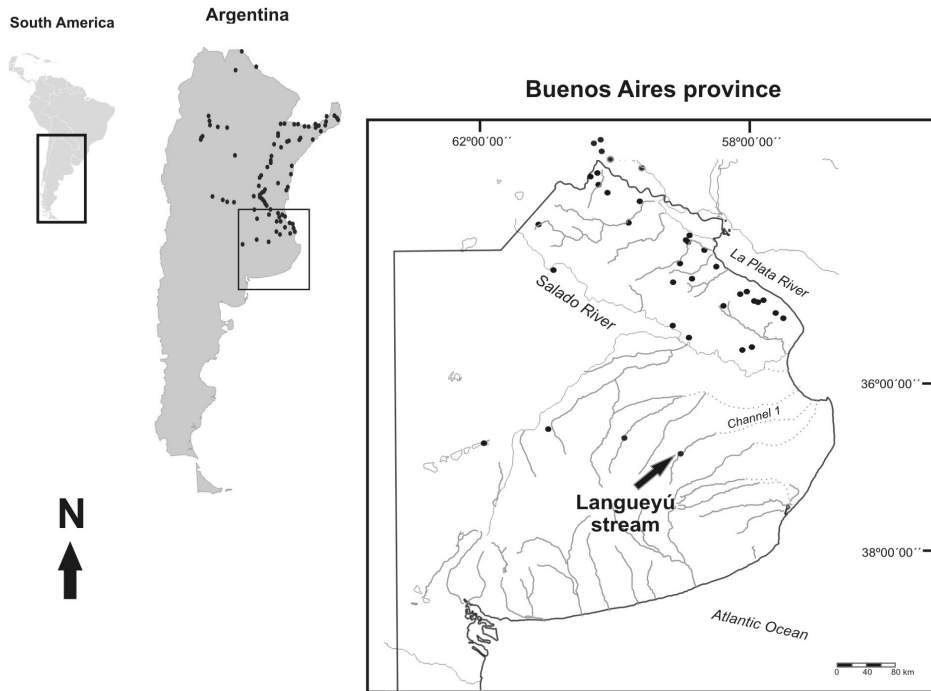 South America
Argentina
Buenos Aires province
62º00'00´´
58º00'00´´
La Plata River
Salado River
36º00'00´´
Channel 1
Langueyú
stream
N
38º00'00´´
Atlantic Ocean
0 20 40 80 km